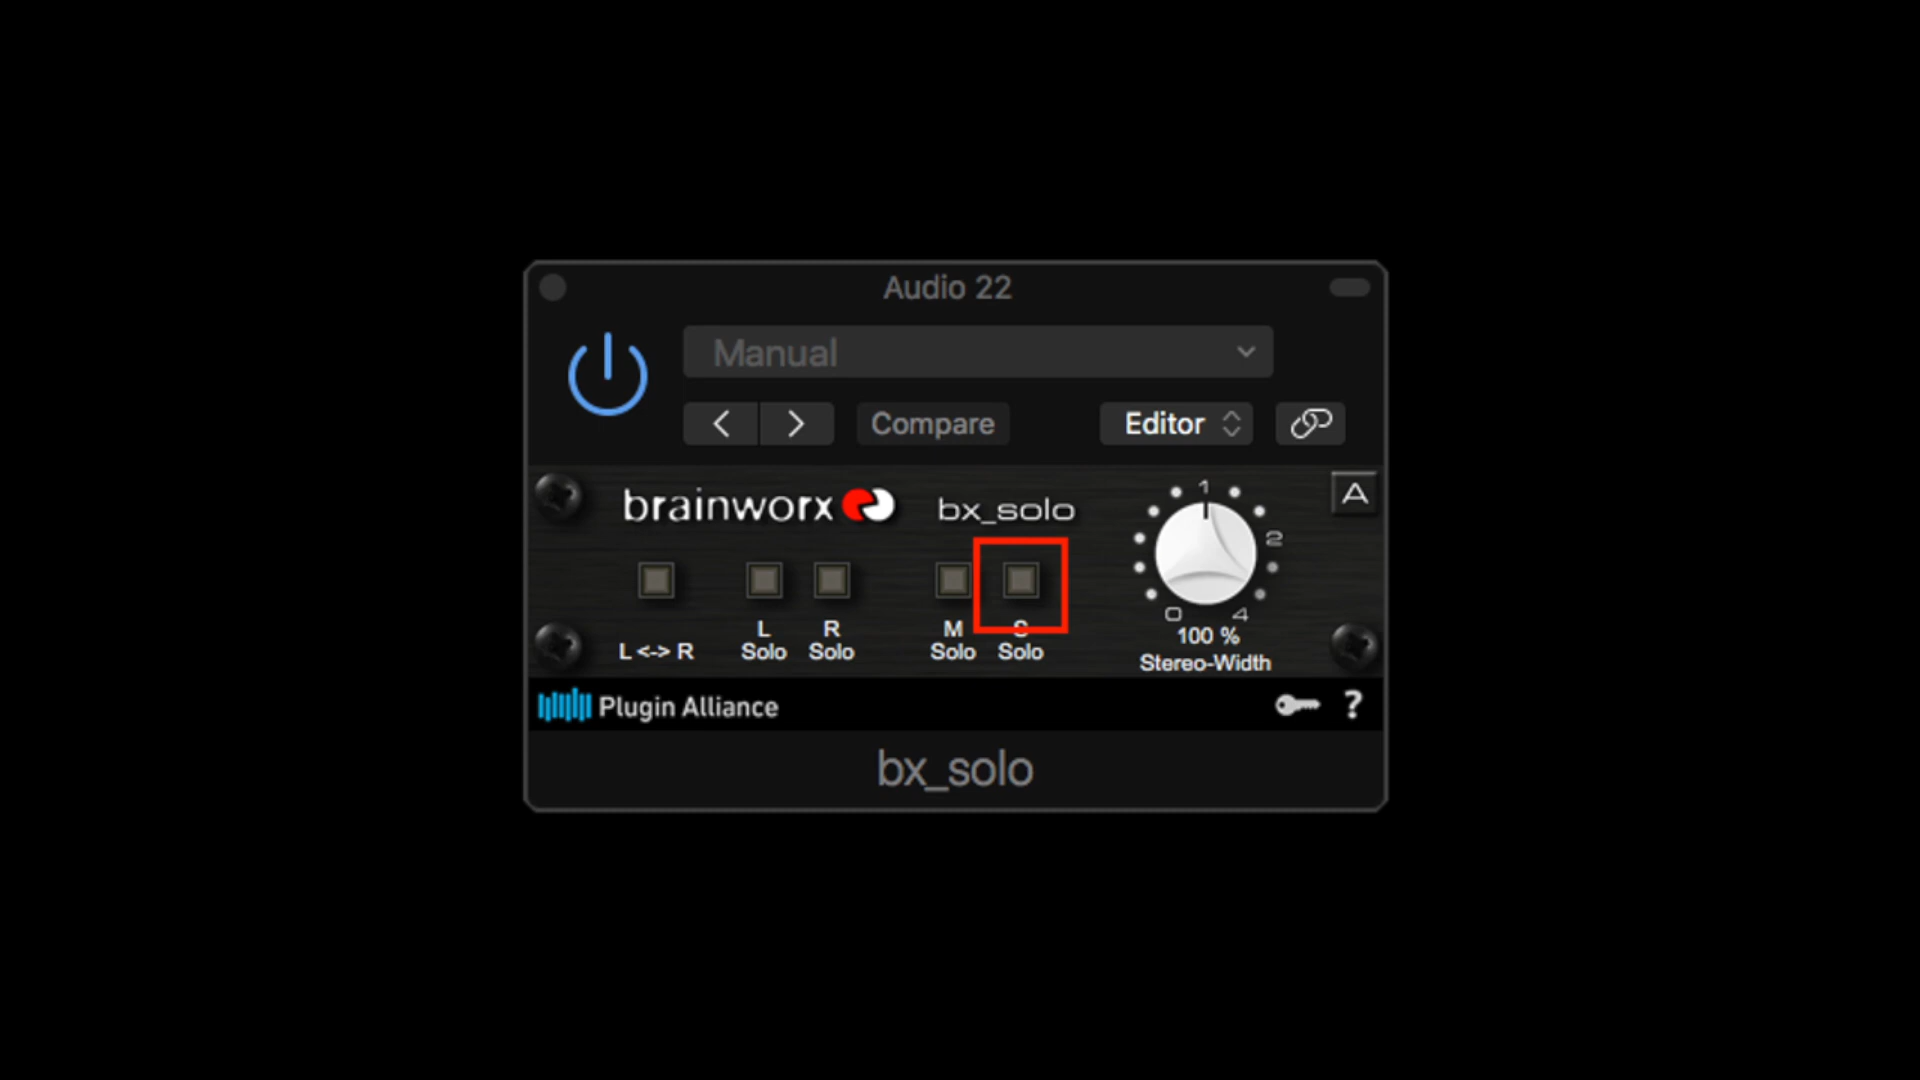 Audio 22
Manual
Compare
Editor
brainworx
bx_solo
A
1
2
0
4
L <-> R
L Solo
R Solo
M Solo
S Solo
100 %
Stereo-Width
Plugin Alliance
?
bx_solo